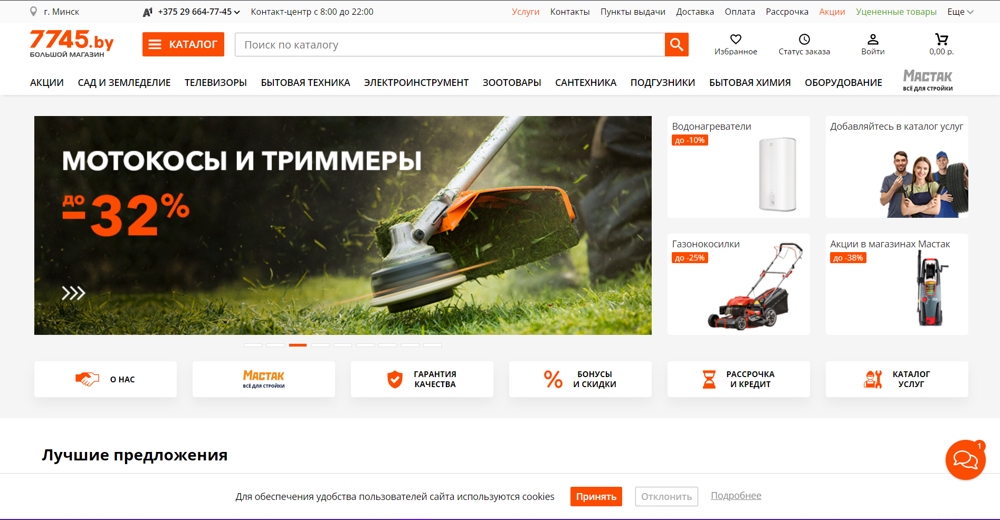 г. Минск
A1 +375 29 664-77-45 Контакт-центр с 8:00 до 22:00
Услуги Контакты Пункты выдачи Доставка Оплата Рассрочка Акции Уцененные товары Еще
7745.by
БОЛЬШОЙ МАГАЗИН
КАТАЛОГ
Поиск по каталогу
Избранное Статус заказа Войти 0,00 р.
АКЦИИ САД И ЗЕМЛЕДЕЛИЕ ТЕЛЕВИЗОРЫ БЫТОВАЯ ТЕХНИКА ЭЛЕКТРОИНСТРУМЕНТ ЗООТОВАРЫ САНТЕХНИКА ПОДГУЗНИКИ БЫТОВАЯ ХИМИЯ ОБОРУДОВАНИЕ
МАСТАК
ВСЁ ДЛЯ СТРОЙКИ
МОТОКОСЫ И ТРИММЕРЫ
ДО -32%
Водонагреватели
до -10%
Добавляйтесь в каталог услуг
Газонокосилки
до -25%
Акции в магазинах Мастак
до -38%
О НАС
МАСТАК
ВСЁ ДЛЯ СТРОЙКИ
ГАРАНТИЯ
КАЧЕСТВА
БОНУСЫ
И СКИДКИ
РАССРОЧКА
И КРЕДИТ
КАТАЛОГ
УСЛУГ
Лучшие предложения
1
Для обеспечения удобства пользователей сайта используются cookies
Принять Отклонить Подробнее